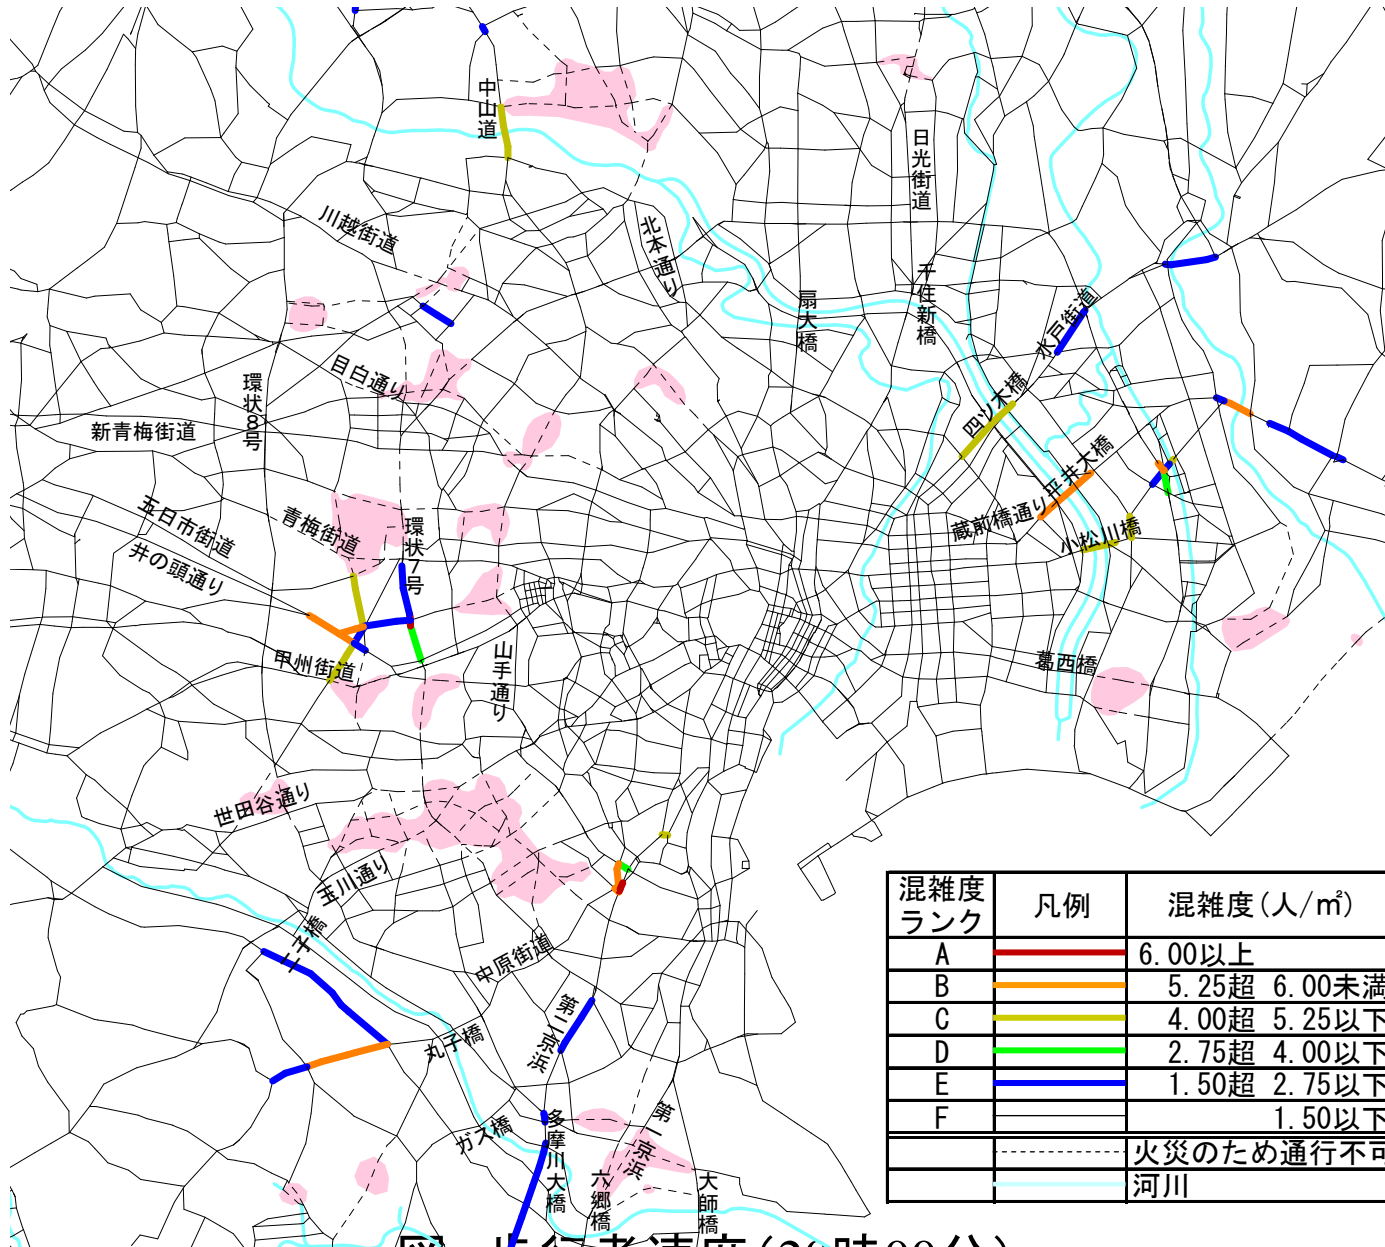 中山道
日光街道
川越街道
北本通り
千住新橋
扇大橋
水戸街道
目白通り
環状8号
四ツ木橋
新青梅街道
平井大橋
五日市街道
青梅街道
環状7号
蔵前橋通り
小松川橋
井の頭通り
甲州街道
山手通り
葛西橋
世田谷通り
玉川通り
二子橋
中原街道
第二京浜
丸子橋
ガス橋
多摩川大橋
第一京浜
六郷橋
大師橋
混雑度ランク 凡例 混雑度(人/㎡)
A 6.00以上
B 5.25超 6.00未満
C 4.00超 5.25以下
D 2.75超 4.00以下
E 1.50超 2.75以下
F 1.50以下
火災のため通行不可
河川